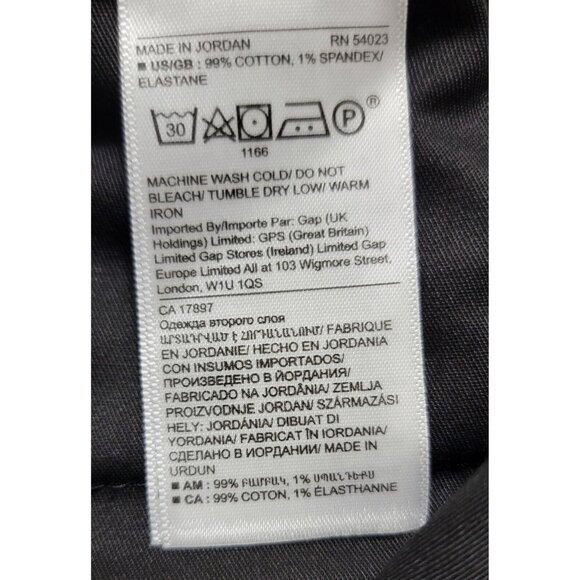 MADE IN JORDAN RN 54023
■ US/GB : 99% COTTON, 1% SPANDEX/
ELASTANE
30 P ®
1166
MACHINE WASH COLD/ DO NOT
BLEACH/ TUMBLE DRY LOW/ WARM
IRON
Imported By/Importe Par: Gap (UK
Holdings) Limited: GPS (Great Britain)
Limited Gap Stores (Ireland) Limited Gap
Europe Limited All at 103 Wigmore Street,
London, W1U 1QS
CA 17897
Одежда второго слоя
ԱՐՏԱԴՐՎԱԾ Է ՀՈՐԴԱՆԱՆՈՒՄ/ FABRIQUE
EN JORDANIE/ HECHO EN JORDAN
CON INSUMOS IMPORTADOS/
ПРОИЗВЕДЕНО В ЙОРДАНИЯ/
FABRICADO NA JORDÂNIA/ ZEMLJA
PROIZVODNJE JORDAN/ SZÁRMAZÁSI
HELY: JORDÁNIA/ DIBUAT DI
YORDANIA/ FABRICAT ÎN IORDANIA/
СДЕЛАНО В ИОРДАНИИ/ MADE IN
URDUN
■ AM : 99% ԲԱՄԲԱԿ, 1% ՍՊԱՆԴԵՔՍ
■ CA : 99% COTON, 1% ÉLASTHANNE